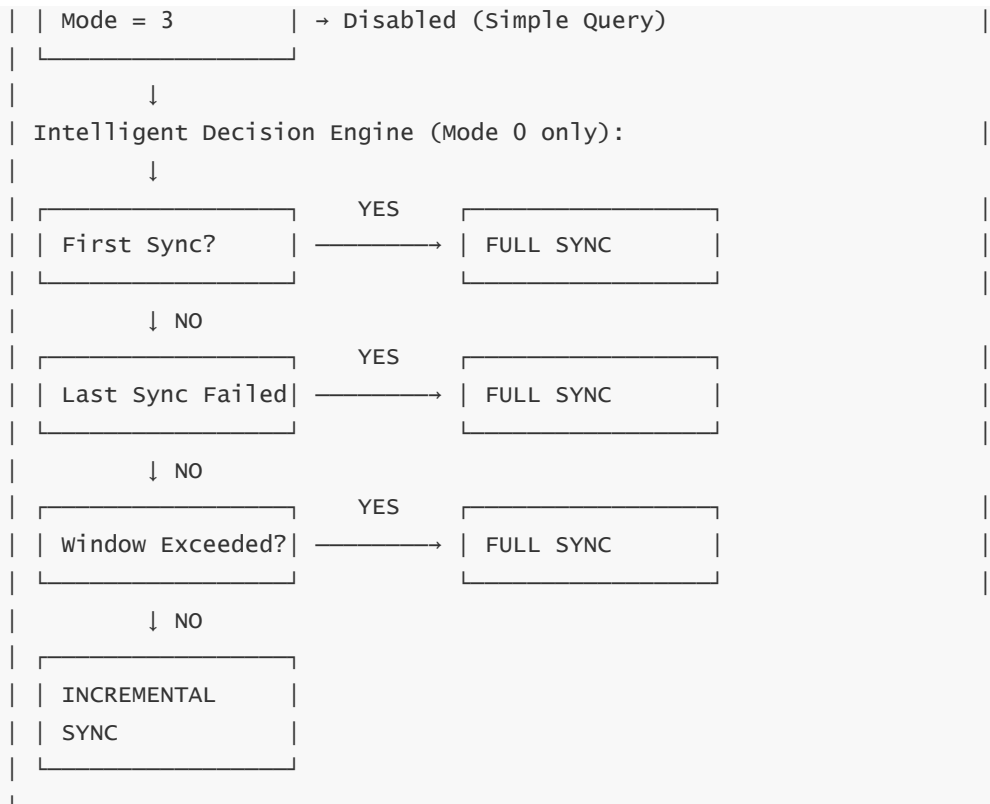 | | Mode = 3 | → Disabled (Simple Query) |
| └─────────────────┘
| ↓
| Intelligent Decision Engine (Mode 0 only): |
| ↓
| ┌─────────────────┐ YES ┌─────────────────┐ |
| | First Sync? | ────────→ | FULL SYNC | |
| └─────────────────┘ └─────────────────┘ |
| ↓ NO
| ┌─────────────────┐ YES ┌─────────────────┐ |
| | Last Sync Failed| ────────→ | FULL SYNC | |
| └─────────────────┘ └─────────────────┘ |
| ↓ NO
| ┌─────────────────┐ YES ┌─────────────────┐ |
| | Window Exceeded?| ────────→ | FULL SYNC | |
| └─────────────────┘ └─────────────────┘ |
| ↓ NO
| ┌─────────────────┐
| | INCREMENTAL |
| | SYNC |
| └─────────────────┘
|